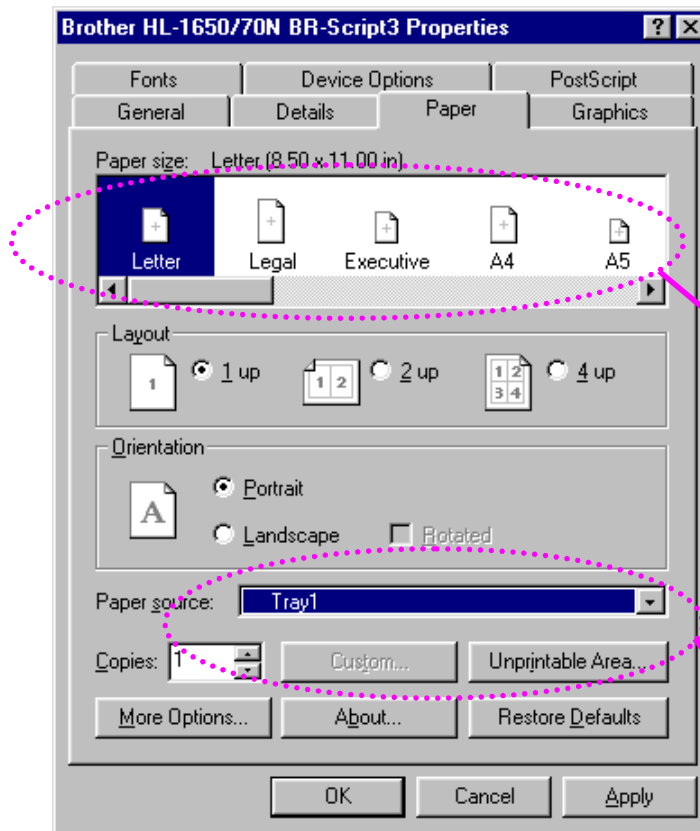 Brother HL-1650/70N BR-Script3 Properties
Fonts Device Options PostScript
General Details Paper Graphics
Paper size: Letter (8.50 x 11.00 in)
Letter Legal Executive A4 A5
Layout
1 1 up 1 2 2 up 1 2 3 4 4 up
Orientation
A Portrait
Landscape Rotated
Paper source: Tray1
Copies: 1 Custom... Unprintable Area...
More Options... About... Restore Defaults
OK Cancel Apply